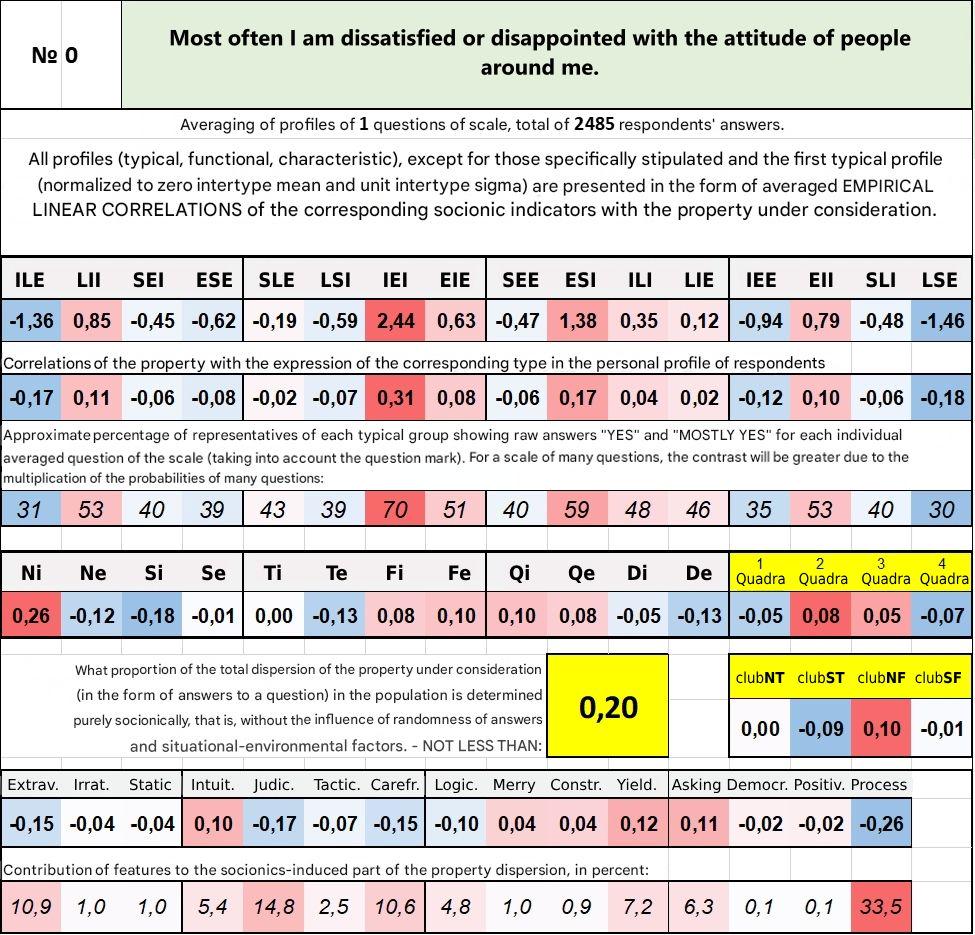 № 0
Most often I am dissatisfied or disappointed with the attitude of people
around me.
Averaging of profiles of 1 questions of scale, total of 2485 respondents' answers.
All profiles (typical, functional, characteristic), except for those specifically stipulated and the first typical profile
(normalized to zero intertype mean and unit intertype sigma) are presented in the form of averaged EMPIRICAL
LINEAR CORRELATIONS of the corresponding socionic indicators with the property under consideration.
ILE LII SEI ESE SLE LSI IEI EIE SEE ESI ILI LIE IEE EII SLI LSE
-1,36 0,85 -0,45 -0,62 -0,19 -0,59 2,44 0,63 -0,47 1,38 0,35 0,12 -0,94 0,79 -0,48 -1,46
Correlations of the property with the expression of the corresponding type in the personal profile of respondents
-0,17 0,11 -0,06 -0,08 -0,02 -0,07 0,31 0,08 -0,06 0,17 0,04 0,02 -0,12 0,10 -0,06 -0,18
Approximate percentage of representatives of each typical group showing raw answers "YES" and "MOSTLY YES" for each individual
averaged question of the scale (taking into account the question mark). For a scale of many questions, the contrast will be greater due to the
multiplication of the probabilities of many questions:
31 53 40 39 43 39 70 51 40 59 48 46 35 53 40 30
Ni Ne Si Se Ti Te Fi Fe Qi Qe Di De 1 Quadra 2 Quadra 3 Quadra 4 Quadra
0,26 -0,12 -0,18 -0,01 0,00 -0,13 0,08 0,10 0,10 0,08 -0,05 -0,13 -0,05 0,08 0,05 -0,07
What proportion of the total dispersion of the property under consideration
(in the form of answers to a question) in the population is determined
purely socionically, that is, without the influence of randomness of answers
and situational-environmental factors. - NOT LESS THAN:
0,20
clubNT clubST clubNF clubSF
0,00 -0,09 0,10 -0,01
Extrav. Irrat. Static Intuit. Judic. Tactic. Carefr. Logic. Merry Constr. Yield. Asking Democr. Positiv. Process
-0,15 -0,04 -0,04 0,10 -0,17 -0,07 -0,15 -0,10 0,04 0,04 0,12 0,11 -0,02 -0,02 -0,26
Contribution of features to the socionics-induced part of the property dispersion, in percent:
10,9 1,0 1,0 5,4 14,8 2,5 10,6 4,8 1,0 0,9 7,2 6,3 0,1 0,1 33,5